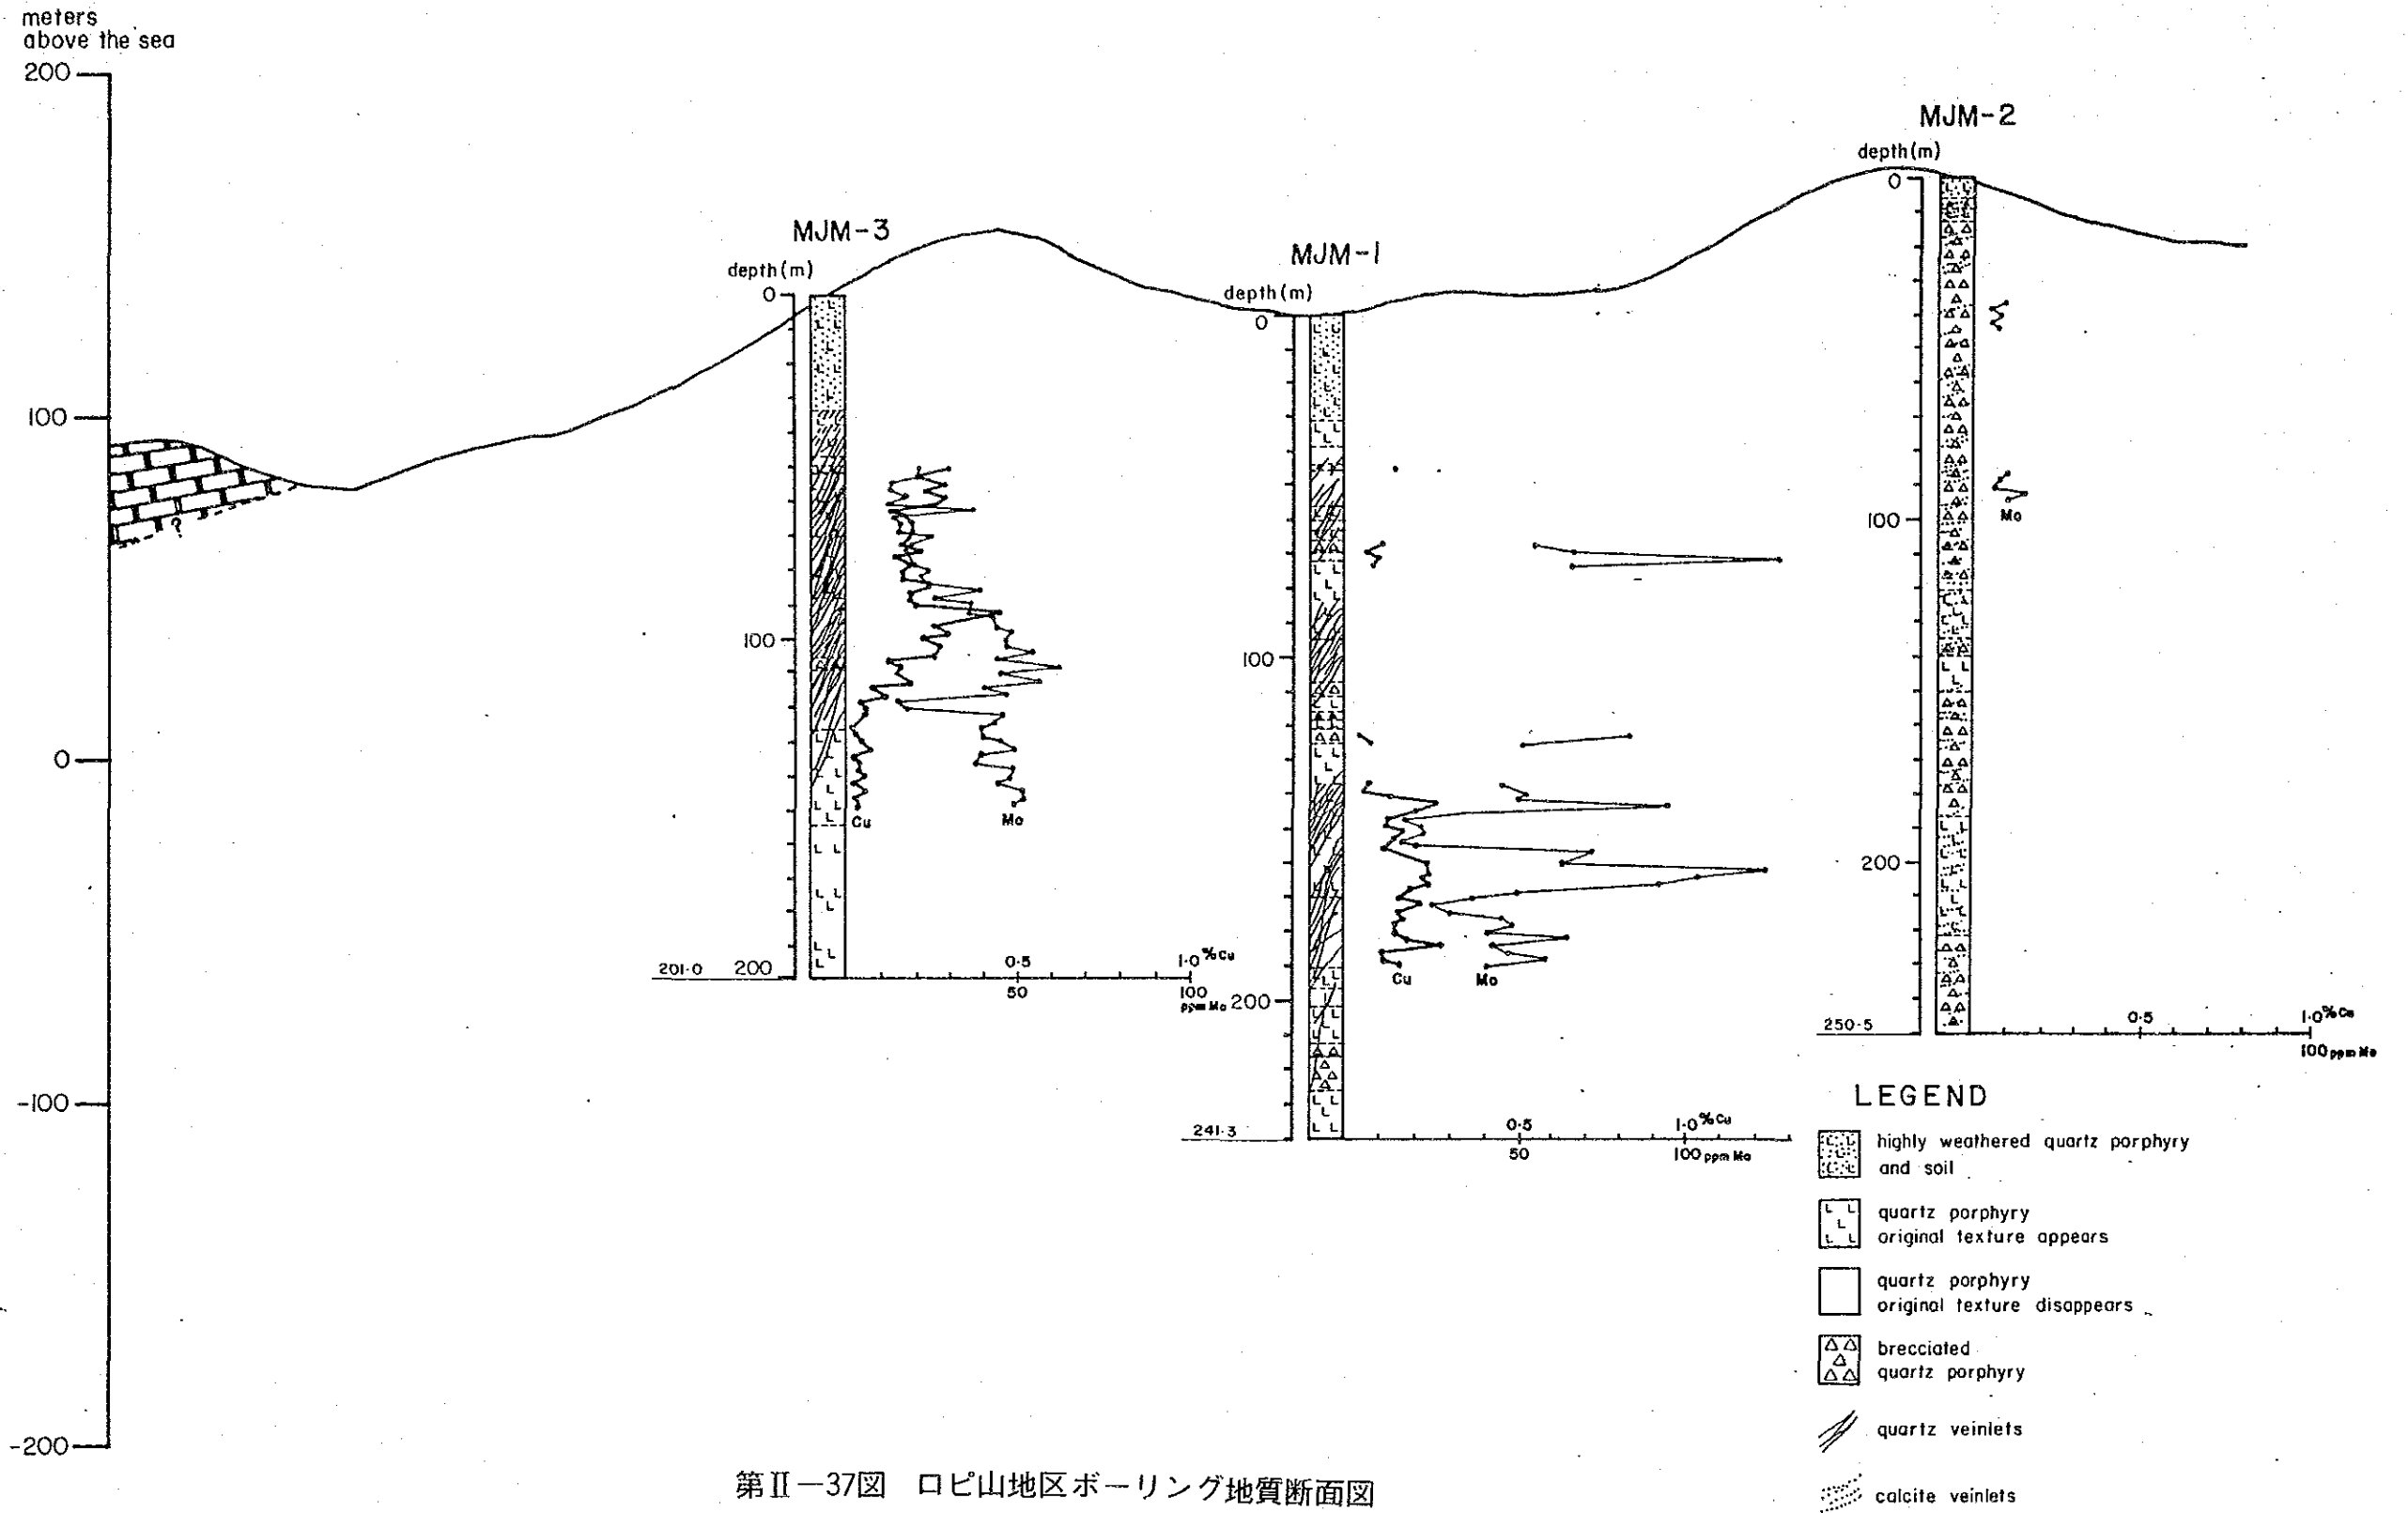 meters
above the sea
200
100
0
-100
-200
?
MJM-3
depth(m)
0
100
200
201.0
Cu
Mo
0.5
1.0 %Cu
50
100
ppm Mo
MJM-1
depth(m)
0
100
200
241.3
Cu
Mo
0.5
1.0 %Cu
50
100 ppm Mo
MJM-2
depth(m)
0
100
200
250.5
Mo
0.5
1.0 %Cu
100 ppm Mo
LEGEND
highly weathered quartz porphyry
and soil
quartz porphyry
original texture appears
quartz porphyry
original texture disappears
brecciated
quartz porphyry
quartz veinlets
calcite veinlets
第Ⅱ-37図 ロピ山地区ボーリング地質断面図